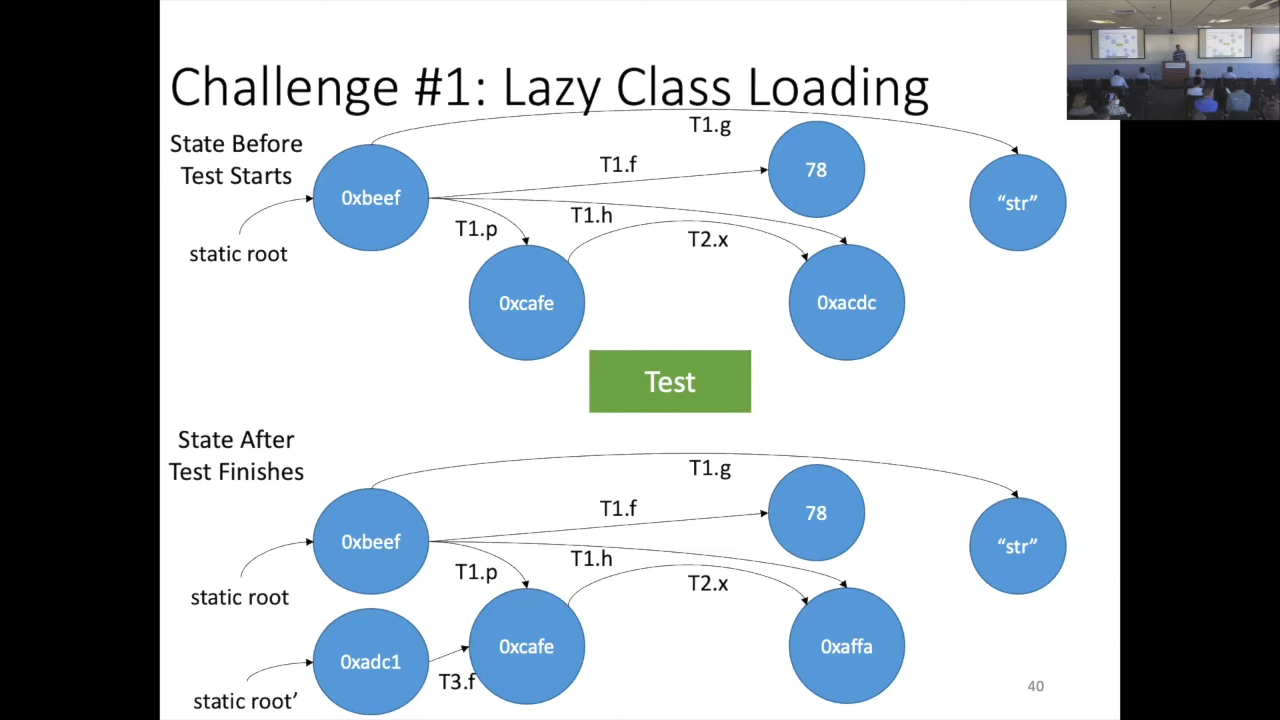 Challenge #1: Lazy Class Loading
State Before
Test Starts
T1.g
T1.f
78
0xbeef
"str"
T1.h
T1.p
T2.x
static root
0xcafe
0xacdc
Test
State After
Test Finishes
T1.g
T1.f
78
0xbeef
"str"
T1.h
T1.p
T2.x
static root
0xadc1
0xcafe
0xaffa
T3.f
static root’
40